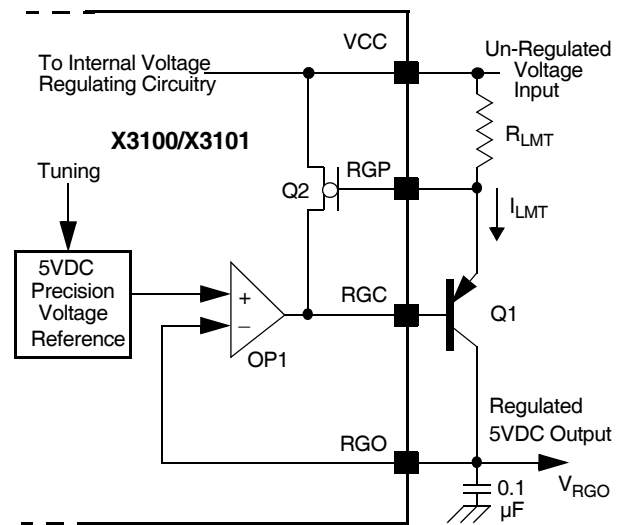 VCC
To Internal Voltage
Regulating Circuitry
Un-Regulated
Voltage
Input
X3100/X3101
RLMT
Tuning
Q2
RGP
ILMT
5VDC
Precision
Voltage
Reference
+
−
OP1
RGC
Q1
Regulated
5VDC Output
RGO
VRGO
0.1
µF